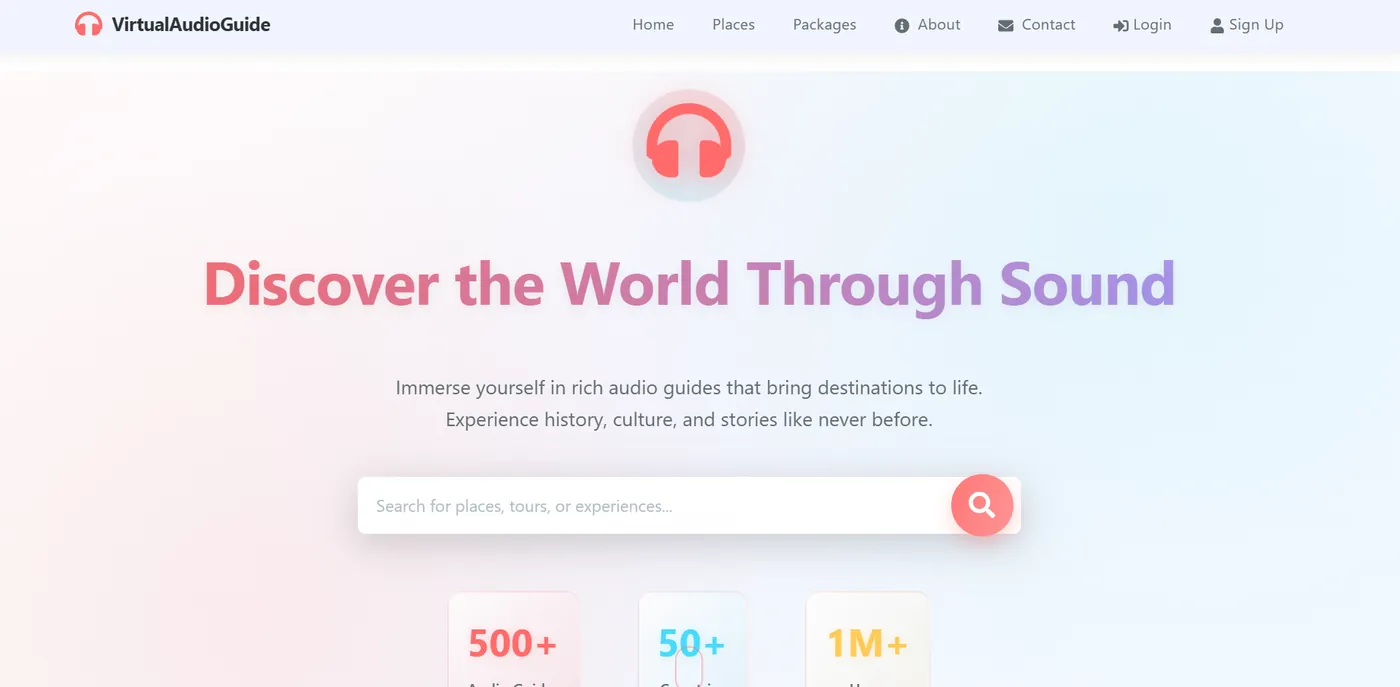 VirtualAudioGuide
Home Places Packages About Contact Login Sign Up
Discover the World Through Sound
Immerse yourself in rich audio guides that bring destinations to life.
Experience history, culture, and stories like never before.
Search for places, tours, or experiences...
500+ 50+ 1M+